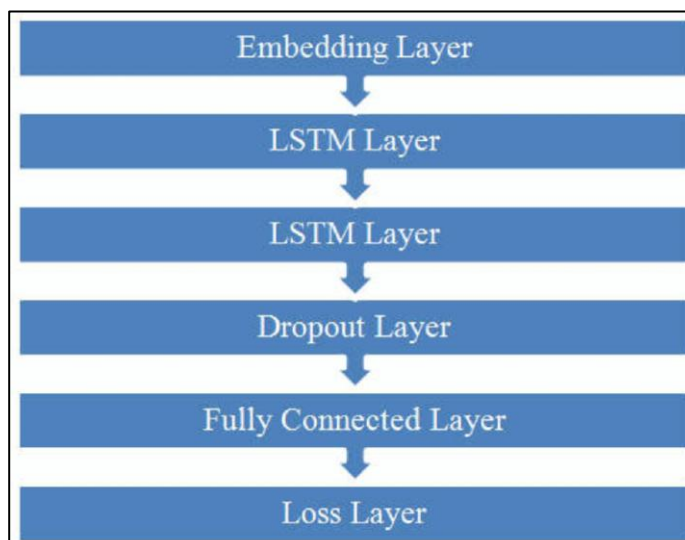 Embedding Layer
LSTM Layer
LSTM Layer
Dropout Layer
Fully Connected Layer
Loss Layer